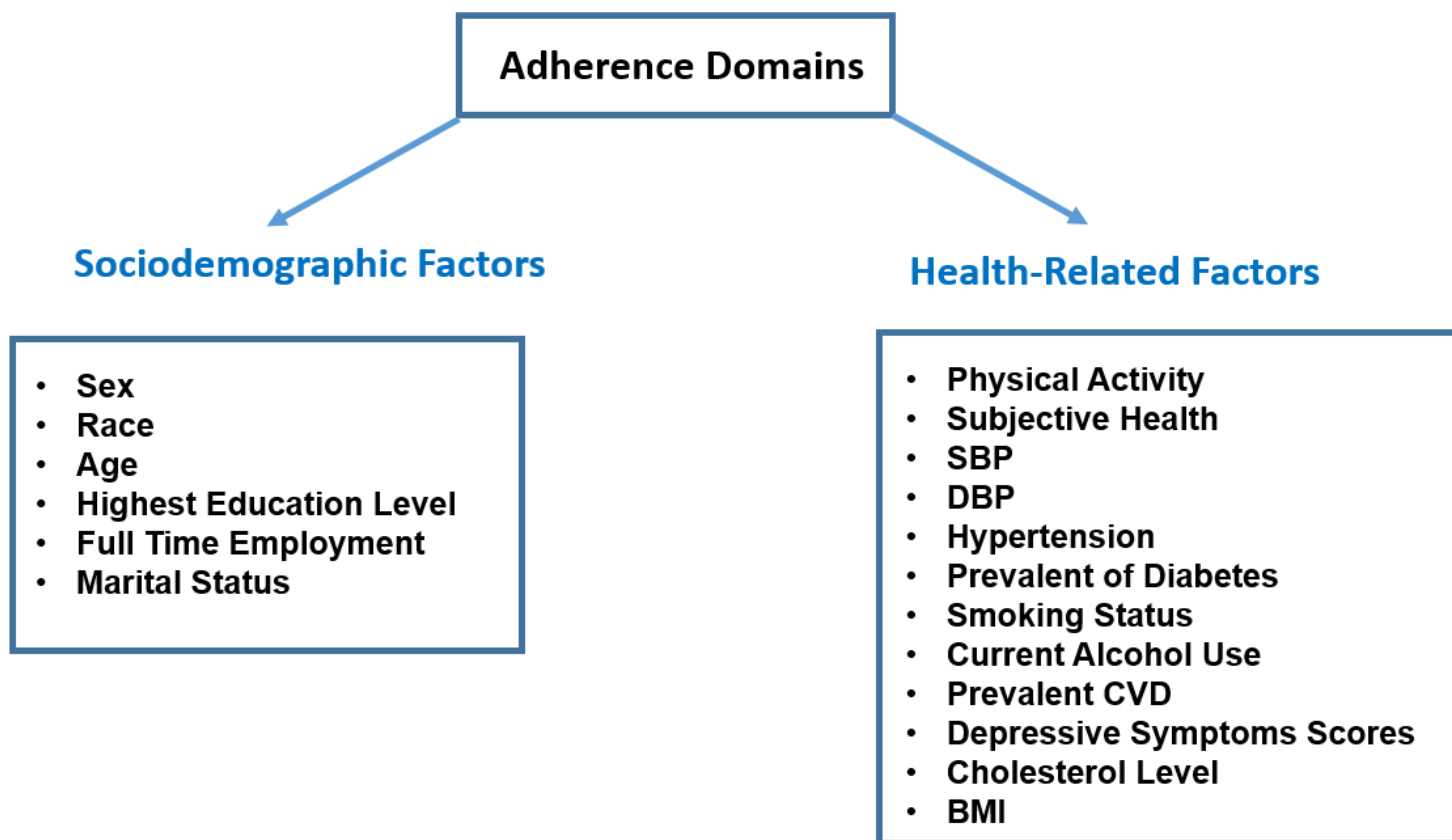 Adherence Domains
Sociodemographic Factors
• Sex
• Race
• Age
• Highest Education Level
• Full Time Employment
• Marital Status
Health-Related Factors
• Physical Activity
• Subjective Health
• SBP
• DBP
• Hypertension
• Prevalent of Diabetes
• Smoking Status
• Current Alcohol Use
• Prevalent CVD
• Depressive Symptoms Scores
• Cholesterol Level
• BMI